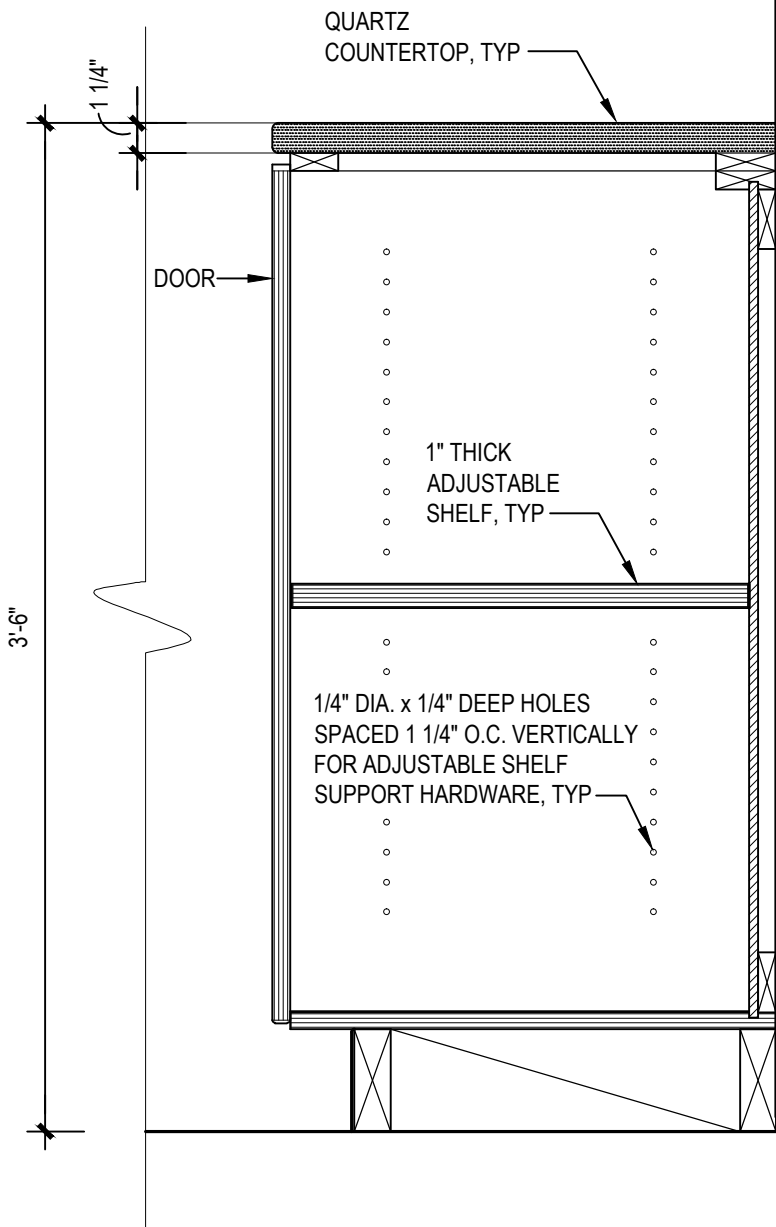 QUARTZ
COUNTERTOP, TYP
1 1/4"
DOOR
1" THICK
ADJUSTABLE
SHELF, TYP
3'-6"
1/4" DIA. x 1/4" DEEP HOLES
SPACED 1 1/4" O.C. VERTICALLY
FOR ADJUSTABLE SHELF
SUPPORT HARDWARE, TYP